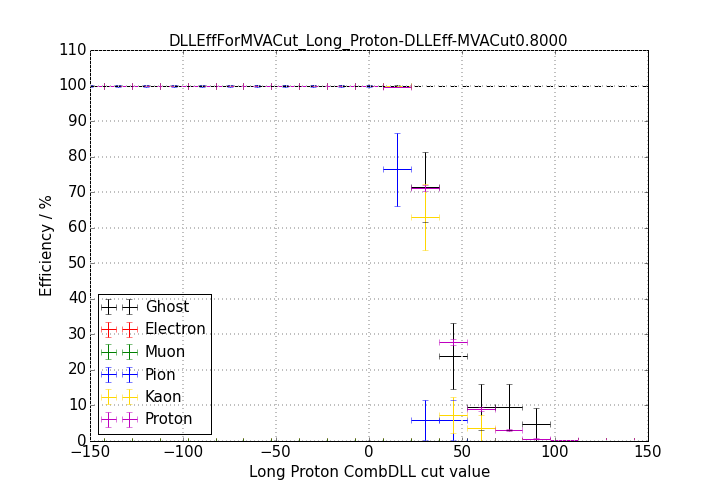 DLLEffForMVACut_Long_Proton-DLLEff-MVACut0.8000
110
100
90
80
70
60
50
40
30
20
10
0
Efficiency / %
Ghost
Electron
Muon
Pion
Kaon
Proton
−150 −100 −50 0 50 100 150
Long Proton CombDLL cut value